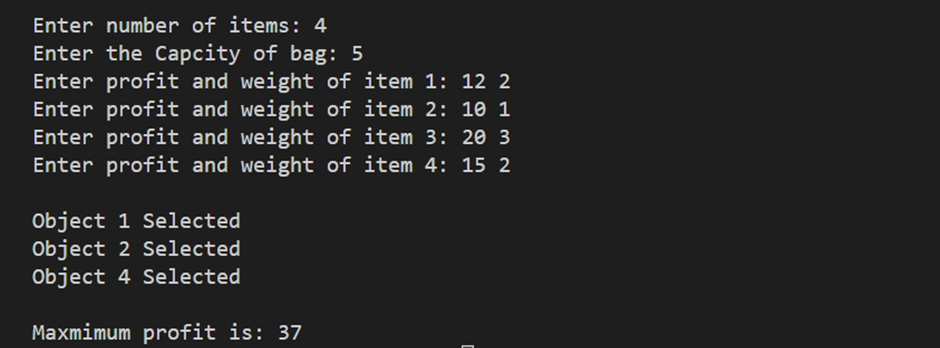 Enter number of items: 4
Enter the Capcity of bag: 5
Enter profit and weight of item 1: 12 2
Enter profit and weight of item 2: 10 1
Enter profit and weight of item 3: 20 3
Enter profit and weight of item 4: 15 2
Object 1 Selected
Object 2 Selected
Object 4 Selected
Maxmimum profit is: 37